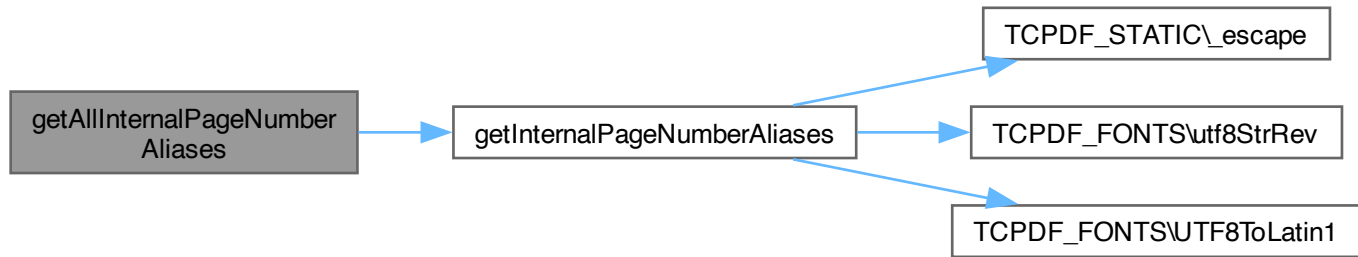 TCPDF_STATIC\_escape
getAllInternalPageNumber
Aliases
getInternalPageNumberAliases
TCPDF_FONTS\utf8StrRev
TCPDF_FONTS\UTF8ToLatin1